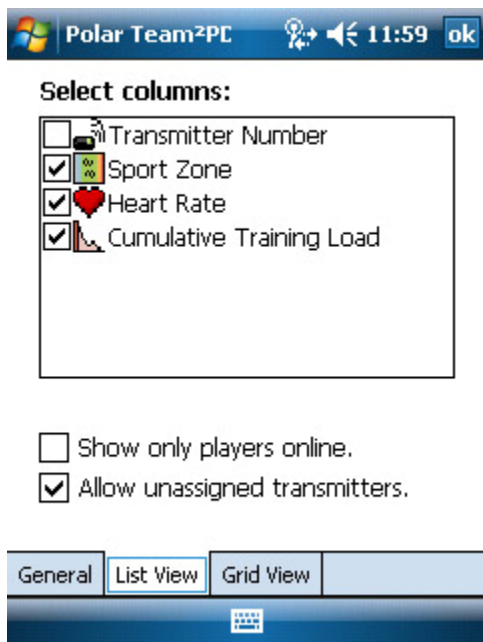 Polar Team²PC 11:59 ok
Select columns:
Transmitter Number
Sport Zone
Heart Rate
Cumulative Training Load
Show only players online.
Allow unassigned transmitters.
General List View Grid View